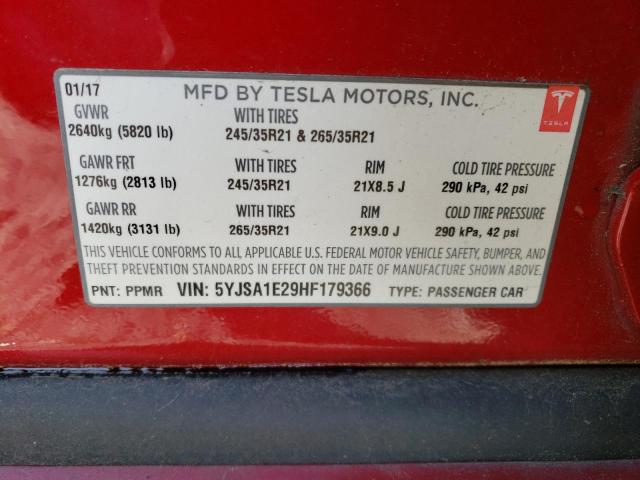 01/17 MFD BY TESLA MOTORS, INC.
TESLA
GVWR WITH TIRES
2640kg (5820 lb) 245/35R21 & 265/35R21
GAWR FRT WITH TIRES RIM COLD TIRE PRESSURE
1276kg (2813 lb) 245/35R21 21X8.5 J 290 kPa, 42 psi
GAWR RR WITH TIRES RIM COLD TIRE PRESSURE
1420kg (3131 lb) 265/35R21 21X9.0 J 290 kPa, 42 psi
THIS VEHICLE CONFORMS TO ALL APPLICABLE U.S. FEDERAL MOTOR VEHICLE SAFETY, BUMPER, AND
THEFT PREVENTION STANDARDS IN EFFECT ON THE DATE OF MANUFACTURE SHOWN ABOVE.
PNT: PPMR VIN: 5YJSA1E29HF179366 TYPE: PASSENGER CAR